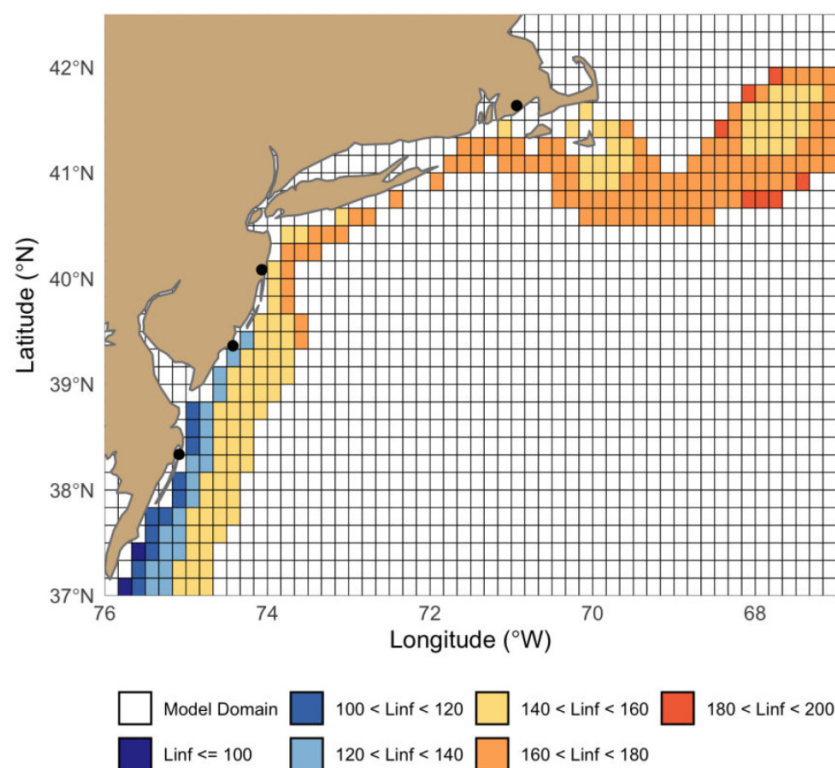 42°N
41°N
40°N
39°N
38°N
37°N
Latitude (°N)
76 74 72 70 68
Longitude (°W)
Model Domain 100 < Linf < 120 140 < Linf < 160 180 < Linf < 200
Linf <= 100 120 < Linf < 140 160 < Linf < 180